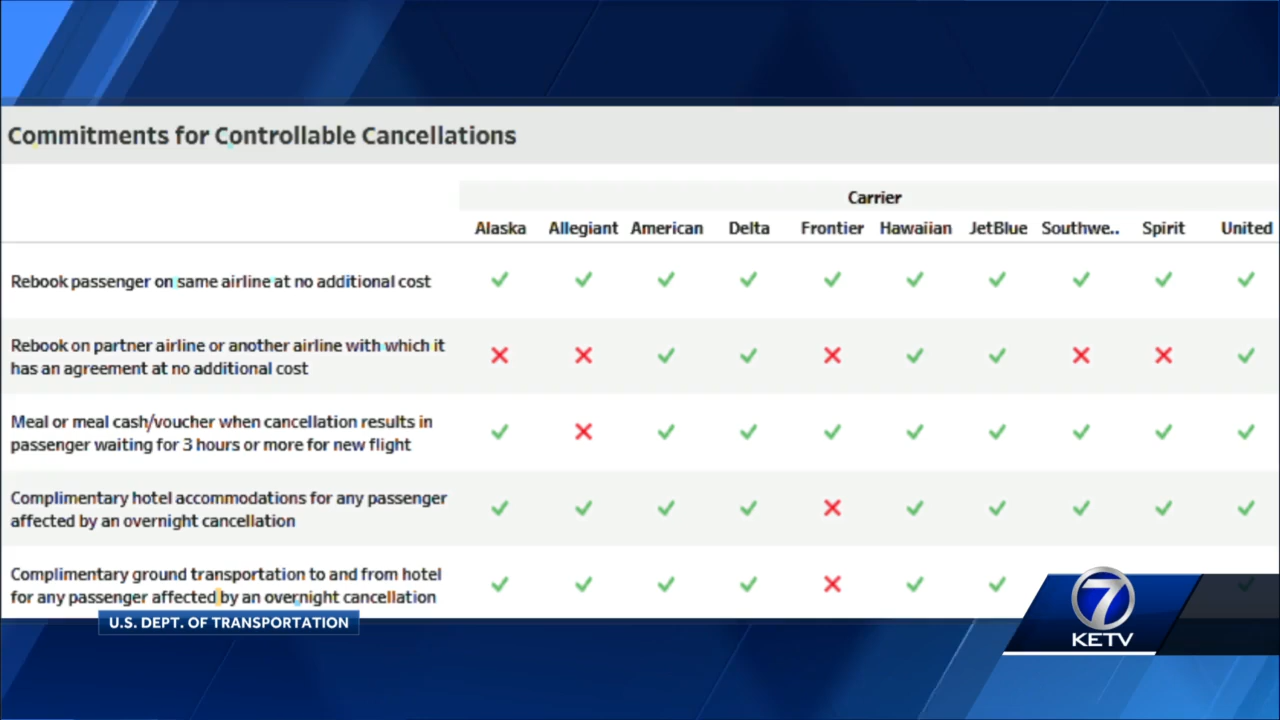 Commitments for Controllable Cancellations
Carrier
Alaska Allegiant American Delta Frontier Hawaiian JetBlue Southwe.. Spirit United
Rebook passenger on same airline at no additional cost
Rebook on partner airline or another airline with which it
has an agreement at no additional cost
Meal or meal cash/voucher when cancellation results in
passenger waiting for 3 hours or more for new flight
Complimentary hotel accommodations for any passenger
affected by an overnight cancellation
Complimentary ground transportation to and from hotel
for any passenger affected by an overnight cancellation
U.S. DEPT. OF TRANSPORTATION
7
KETV